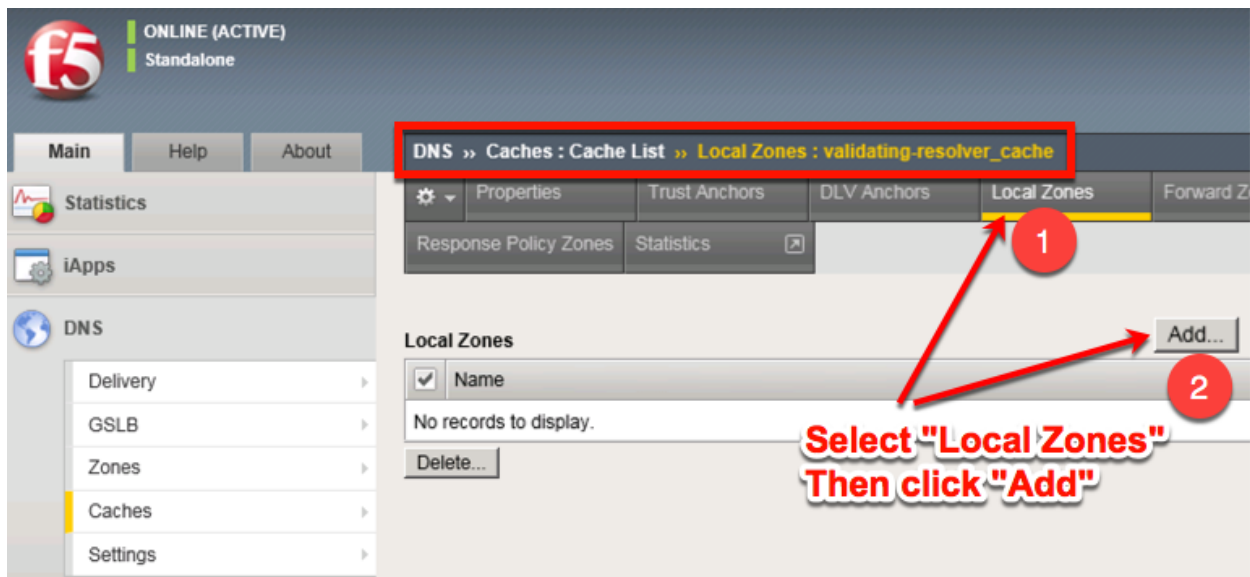 f5
ONLINE (ACTIVE)
Standalone
Main Help About
DNS » Caches : Cache List » Local Zones : validating-resolver_cache
Statistics
iApps
DNS
Delivery
GSLB
Zones
Caches
Settings
Properties Trust Anchors DLV Anchors Local Zones Forward
Response Policy Zones Statistics
1
Local Zones
Add...
2
Name
No records to display.
Delete...
Select "Local Zones"
Then click "Add"